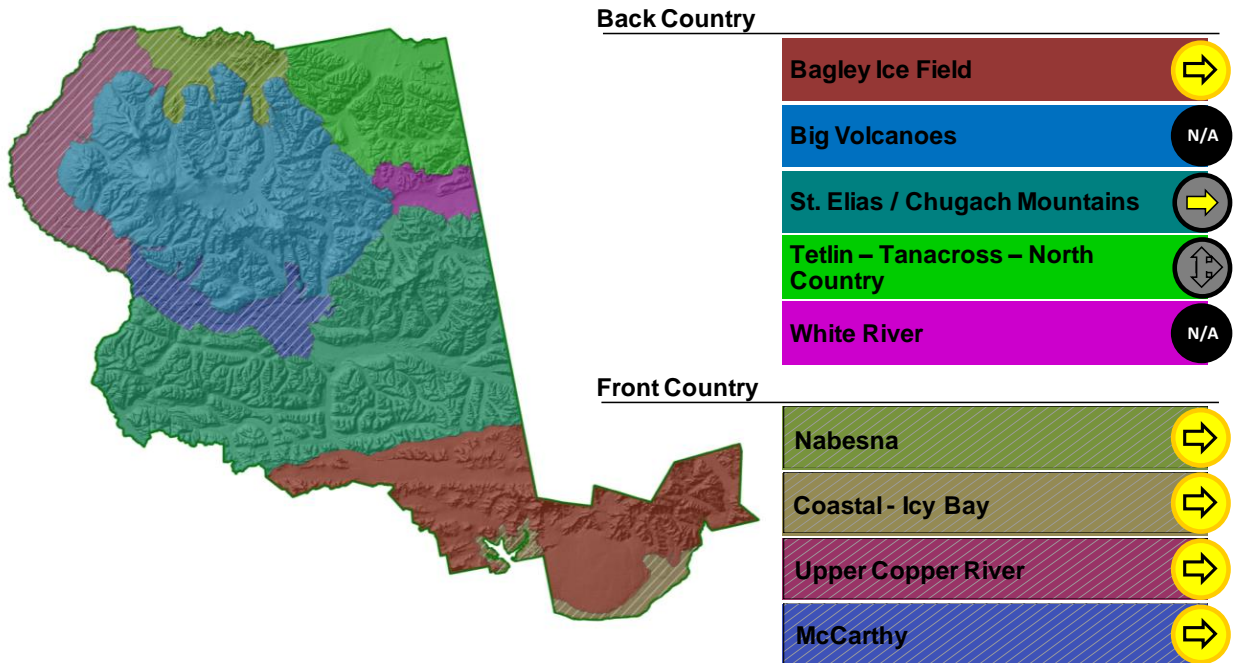 Back Country
Bagley Ice Field
Big Volcanoes
N/A
St. Elias / Chugach Mountains
Tetlin – Tanacross – North
Country
White River
N/A
Front Country
Nabesna
Coastal - Icy Bay
Upper Copper River
McCarthy